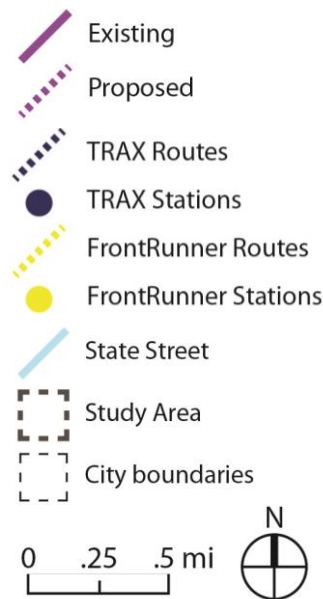 Existing
Proposed
TRAX Routes
TRAX Stations
FrontRunner Routes
FrontRunner Stations
State Street
Study Area
City boundaries
N
0 .25 .5 mi